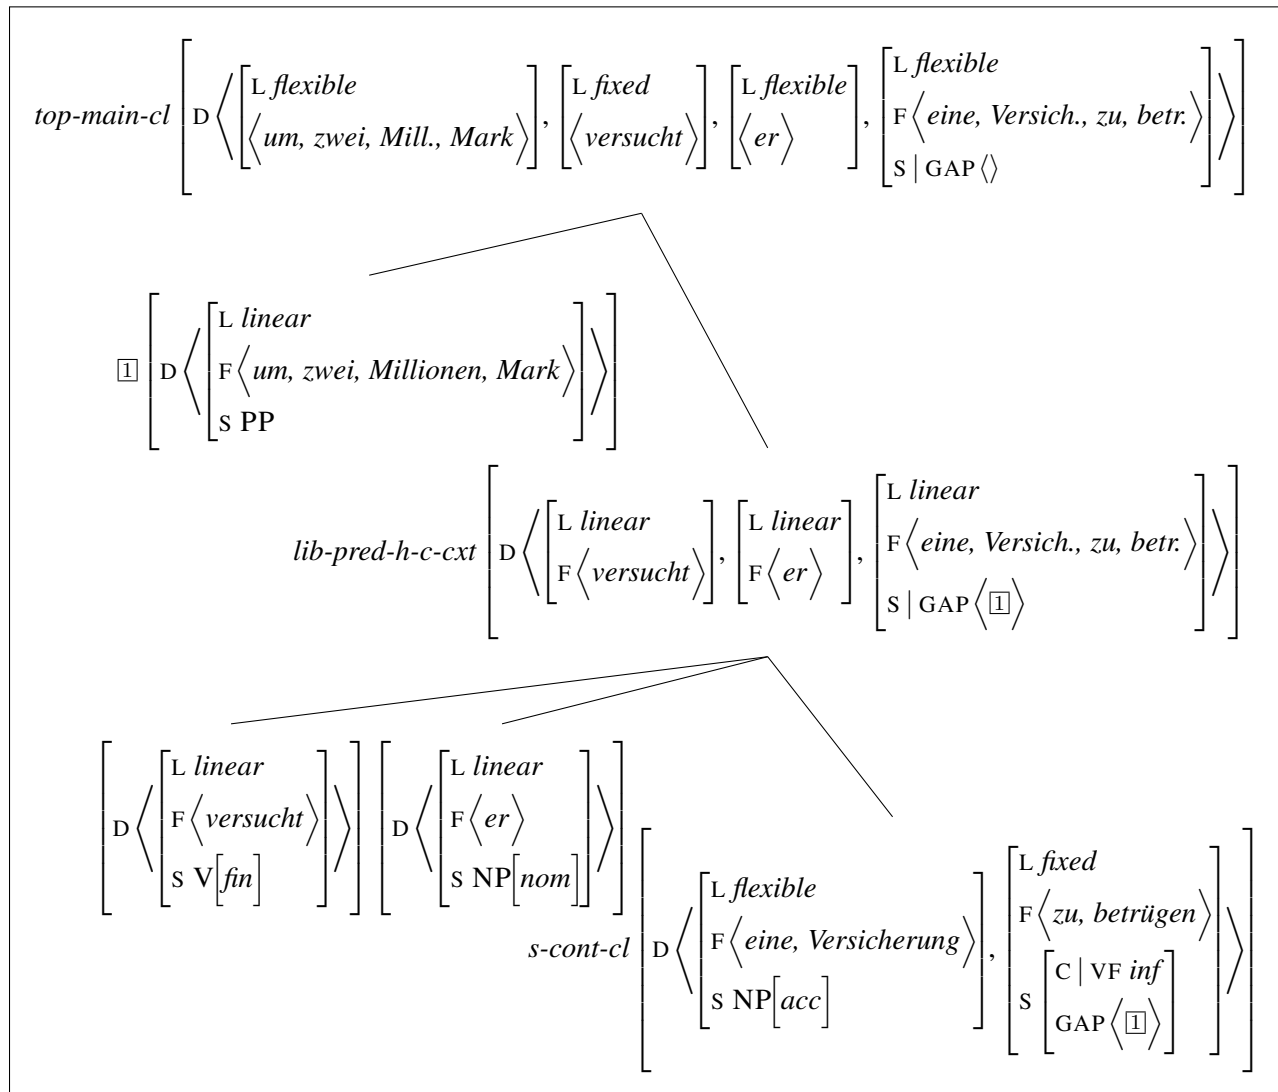 top-main-cl [D ⟨[L flexible
⟨um, zwei, Mill., Mark⟩], [L fixed
⟨versucht⟩], [L flexible
⟨er⟩], [L flexible
F ⟨eine, Versich., zu, betr.⟩
S | GAP ⟨⟩]⟩]
1 [D ⟨[L linear
F ⟨um, zwei, Millionen, Mark⟩
S PP]⟩]
lib-pred-h-c-cxt [D ⟨[L linear
F ⟨versucht⟩], [L linear
F ⟨er⟩], [L linear
F ⟨eine, Versich., zu, betr.⟩
S | GAP ⟨1⟩]⟩]
[D ⟨[L linear
F ⟨versucht⟩
S V[fin]]⟩]
[D ⟨[L linear
F ⟨er⟩
S NP[nom]]⟩]
s-cont-cl [D ⟨[L flexible
F ⟨eine, Versicherung⟩
S NP[acc]], [L fixed
F ⟨zu, betrügen⟩
S [C | VF inf
GAP ⟨1⟩]]⟩]